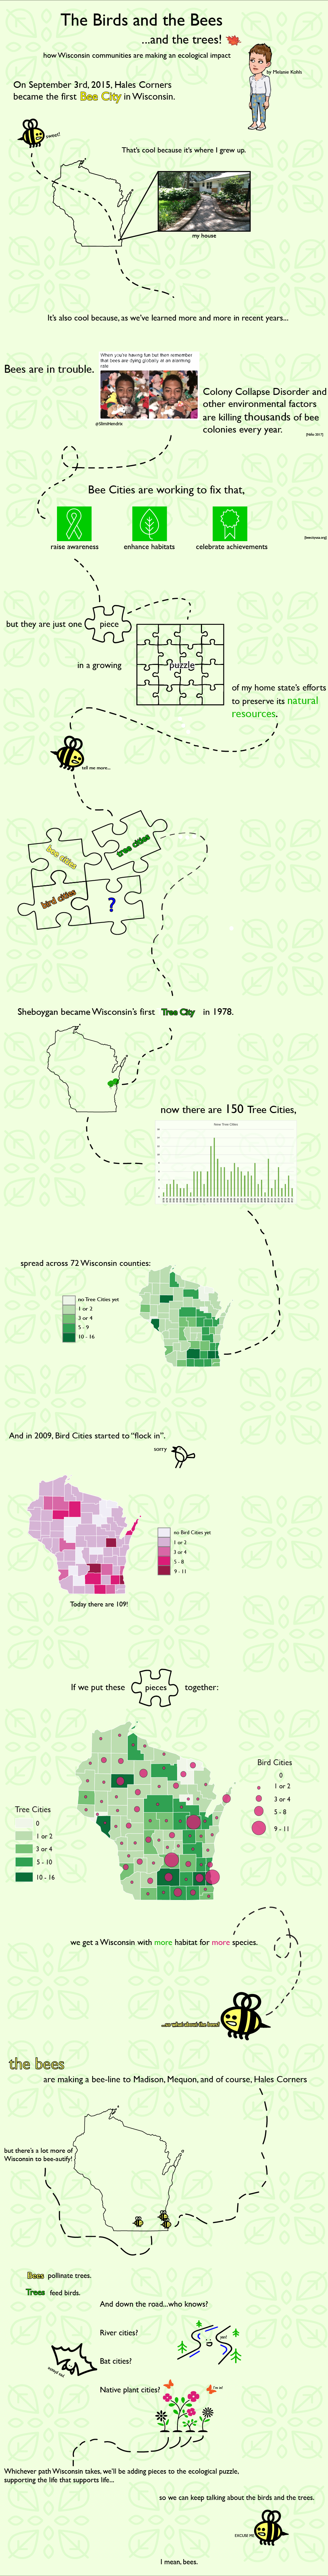 The Birds and the Bees
...and the trees!
how Wisconsin communities are making an ecological impact
by Melanie Kohls
On September 3rd, 2015, Hales Corners
became the first Bee City in Wisconsin.
sweet!
That's cool because it's where I grew up.
my house
It's also cool because, as we've learned more and more in recent years...
Bees are in trouble.
When you're having fun but then remember
that bees are dying globally at an alarming
rate
Colony Collapse Disorder and
other environmental factors
are killing thousands of bee
colonies every year.
Bee Cities are working to fix that,
raise awareness
enhance habitats
celebrate achievements
but they are just one
piece
in a growing
puzzle
of my home state's efforts
to preserve its natural
resources.
tell me more...
bee cities
tree cities
bird cities
?
Sheboygan became Wisconsin's first Tree City in 1978.
now there are 150 Tree Cities,
New Tree Cities
spread across 72 Wisconsin counties:
no Tree Cities yet
1 or 2
3 or 4
5 - 9
10 - 16
And in 2009, Bird Cities started to "flock in".
sorry
no Bird Cities yet
1 or 2
3 or 4
5 - 8
9 - 11
Today there are 109!
If we put these
pieces
together:
Bird Cities
0
1 or 2
3 or 4
5 - 8
9 - 11
Tree Cities
0
1 or 2
3 or 4
5 - 10
10 - 16
we get a Wisconsin with more habitat for more species.
...so what about the bees?
the bees
are making a bee-line to Madison, Mequon, and of course, Hales Corners
but there's a lot more of
Wisconsin to bee-autify!
Bees pollinate trees.
Trees feed birds.
And down the road...who knows?
River cities?
Bat cities?
Native plant cities?
Whichever path Wisconsin takes, we'll be adding pieces to the ecological puzzle,
supporting the life that supports life...
so we can keep talking about the birds and the trees.
EXCUSE ME
I mean, bees.